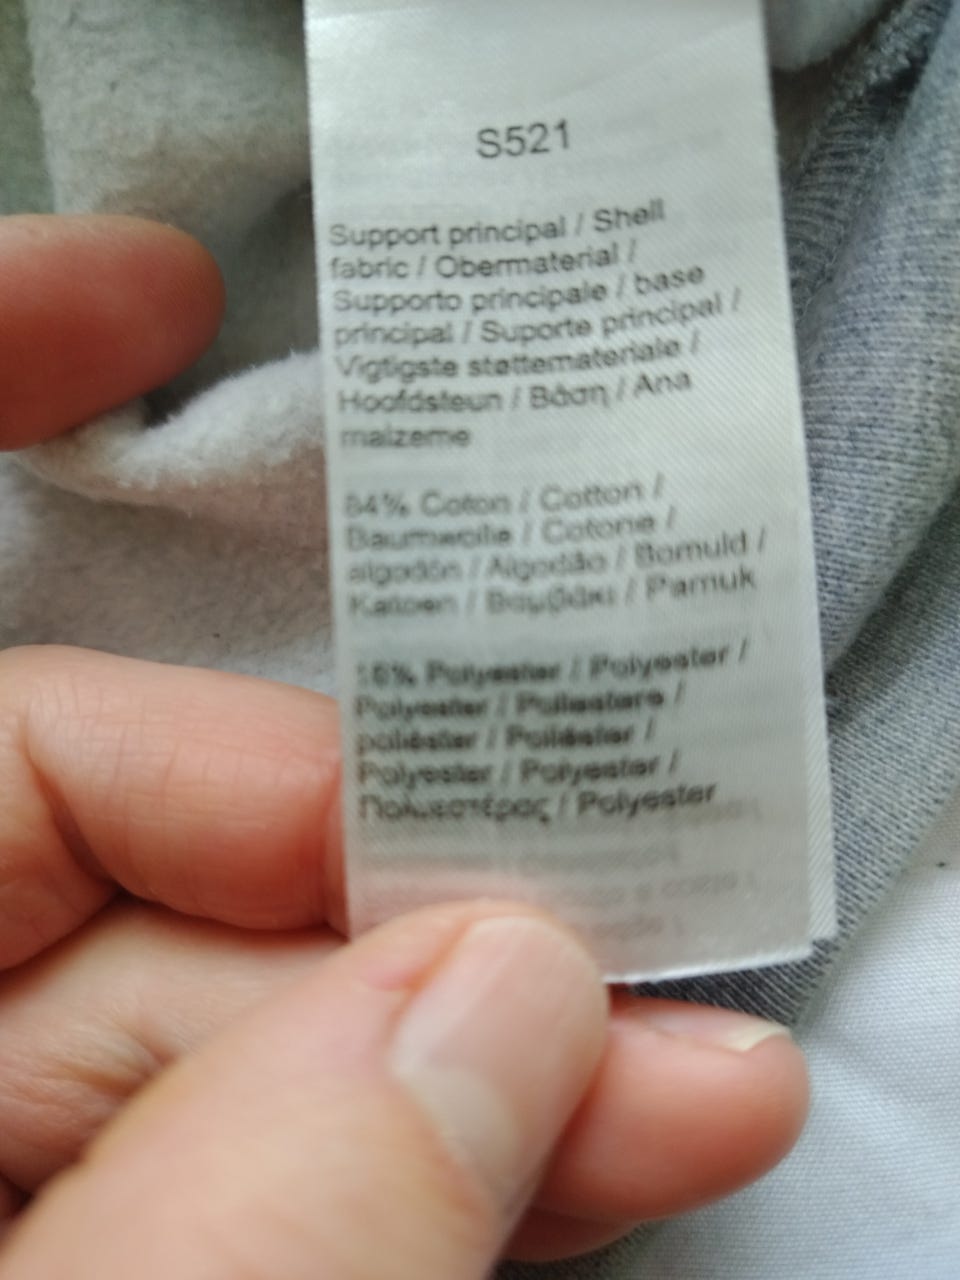 S521
Support principal / Shell
fabric / Obermaterial /
Supporto principale / base
principal / Suporte principal /
Vigtigste støttemateriale /
Hoofdsteun / Βάση / Ana
malzeme
84% Coton / Cotton /
Baumwolle / Cotone /
algodón / Algodão / Bomuld /
Katoen / Βαμβάκι / Pamuk
16% Polyester / Polyester /
Polyester / Poliestere /
poliéster / Poliéster /
Polyester / Polyester /
Πολυεστέρας / Polyester